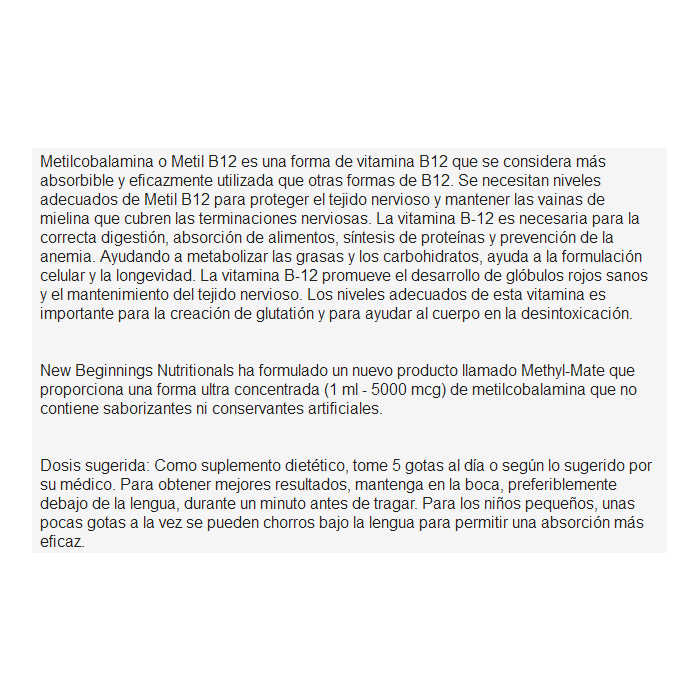 Metilcobalamina o Metil B12 es una forma de vitamina B12 que se considera más
absorbible y eficazmente utilizada que otras formas de B12. Se necesitan niveles
adecuados de Metil B12 para proteger el tejido nervioso y mantener las vainas de
mielina que cubren las terminaciones nerviosas. La vitamina B-12 es necesaria para la
correcta digestión, absorción de alimentos, síntesis de proteínas y prevención de la
anemia. Ayudando a metabolizar las grasas y los carbohidratos, ayuda a la formulación
celular y la longevidad. La vitamina B-12 promueve el desarrollo de glóbulos rojos sanos
y el mantenimiento del tejido nervioso. Los niveles adecuados de esta vitamina es
importante para la creación de glutatión y para ayudar al cuerpo en la desintoxicación.
New Beginnings Nutritionals ha formulado un nuevo producto llamado Methyl-Mate que
proporciona una forma ultra concentrada (1 ml - 5000 mcg) de metilcobalamina que no
contiene saborizantes ni conservantes artificiales.
Dosis sugerida: Como suplemento dietético, tome 5 gotas al día o según lo sugerido por
su médico. Para obtener mejores resultados, mantenga en la boca, preferiblemente
debajo de la lengua, durante un minuto antes de tragar. Para los niños pequeños, unas
pocas gotas a la vez se pueden chorros bajo la lengua para permitir una absorción más
eficaz.